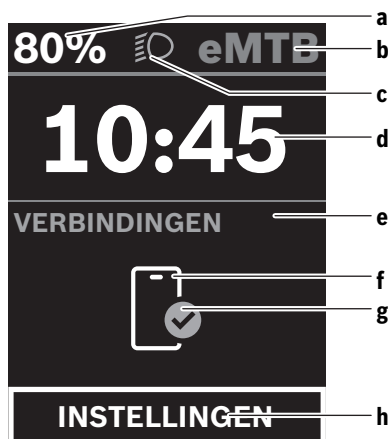 a
80% eMTB
b
c
10:45
d
VERBINDINGEN
e
f
g
INSTELLINGEN
h